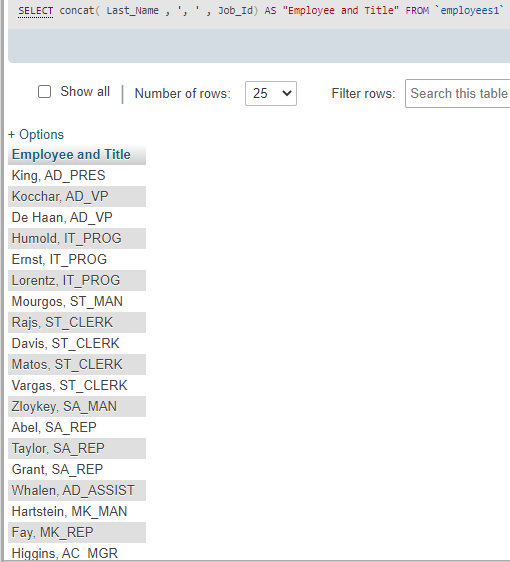 SELECT concat( Last_Name , ', ' , Job_Id) AS "Employee and Title" FROM `employees1`
Show all | Number of rows: 25 Filter rows: Search this table
+ Options
Employee and Title
King, AD_PRES
Kocchar, AD_VP
De Haan, AD_VP
Humold, IT_PROG
Ernst, IT_PROG
Lorentz, IT_PROG
Mourgos, ST_MAN
Rajs, ST_CLERK
Davis, ST_CLERK
Matos, ST_CLERK
Vargas, ST_CLERK
Zloykey, SA_MAN
Abel, SA_REP
Taylor, SA_REP
Grant, SA_REP
Whalen, AD_ASSIST
Hartstein, MK_MAN
Fay, MK_REP
Higgins, AC_MGR